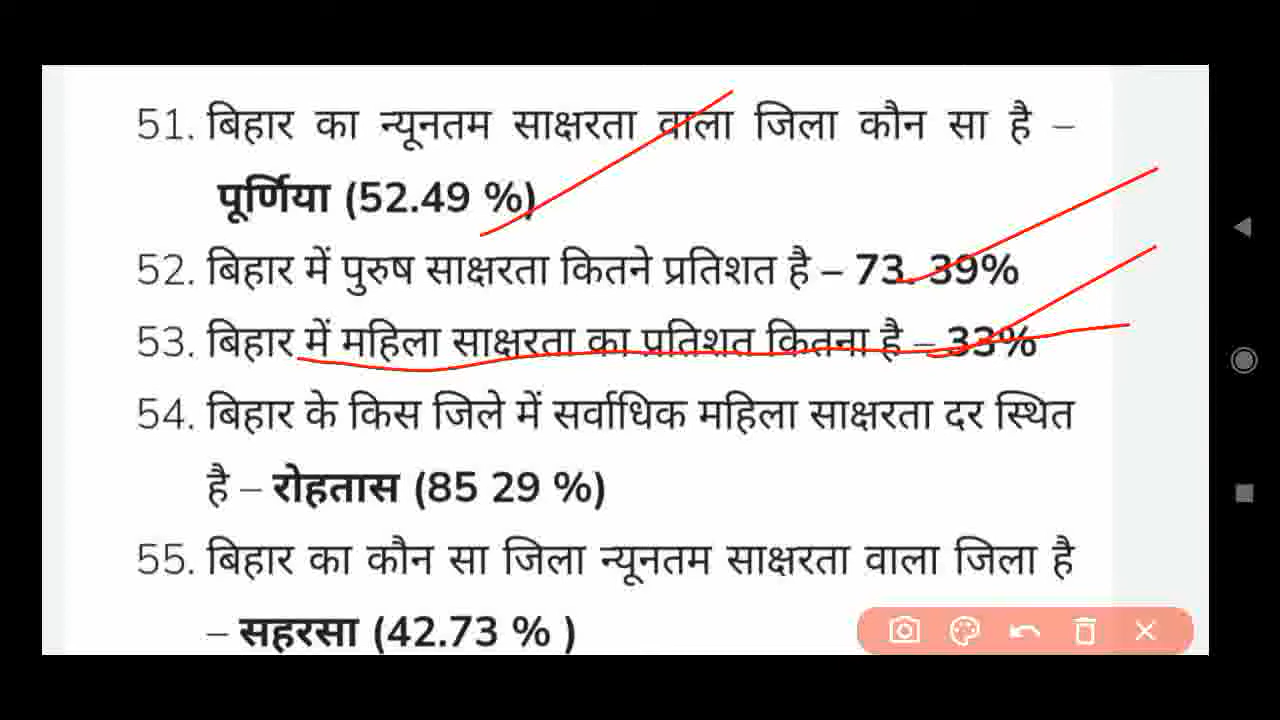 51. बिहार का न्यूनतम साक्षरता वाला जिला कौन सा है –
पूर्णिया (52.49 %)
52. बिहार में पुरुष साक्षरता कितने प्रतिशत है – 73. 39%
53. बिहार में महिला साक्षरता का प्रतिशत कितना है – 33%
54. बिहार के किस जिले में सर्वाधिक महिला साक्षरता दर स्थित
है – रोहतास (85 29 %)
55. बिहार का कौन सा जिला न्यूनतम साक्षरता वाला जिला है
– सहरसा (42.73 % )